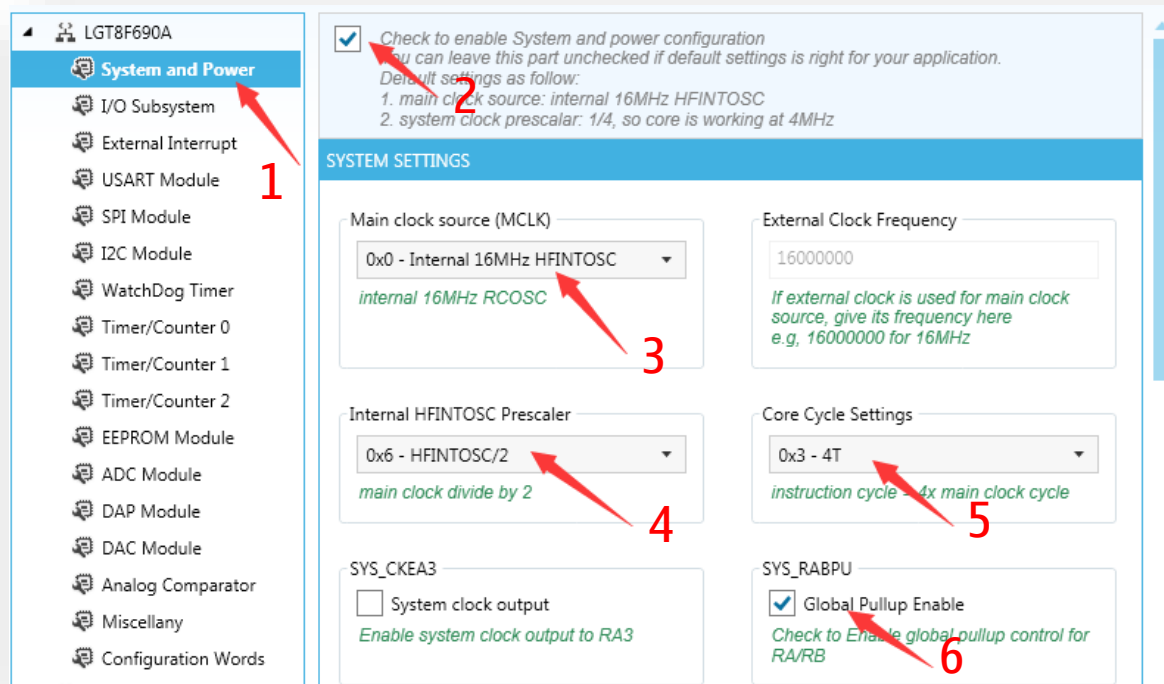 LGT8F690A
System and Power
I/O Subsystem
External Interrupt
USART Module
SPI Module
I2C Module
WatchDog Timer
Timer/Counter 0
Timer/Counter 1
Timer/Counter 2
EEPROM Module
ADC Module
DAP Module
DAC Module
Analog Comparator
Miscellany
Configuration Words
1
Check to enable System and power configuration
You can leave this part unchecked if default settings is right for your application.
Default settings as follow:
1. main clock source: internal 16MHz HFINTOSC
2. system clock prescalar: 1/4, so core is working at 4MHz
2
SYSTEM SETTINGS
Main clock source (MCLK)
0x0 - Internal 16MHz HFINTOSC
internal 16MHz RCOSC
3
External Clock Frequency
16000000
If external clock is used for main clock
source, give its frequency here
e.g, 16000000 for 16MHz
Internal HFINTOSC Prescaler
0x6 - HFINTOSC/2
main clock divide by 2
4
Core Cycle Settings
0x3 - 4T
instruction cycle = 4x main clock cycle
5
SYS_CKEA3
System clock output
Enable system clock output to RA3
SYS_RABPU
Global Pullup Enable
Check to Enable global pullup control for
RA/RB
6